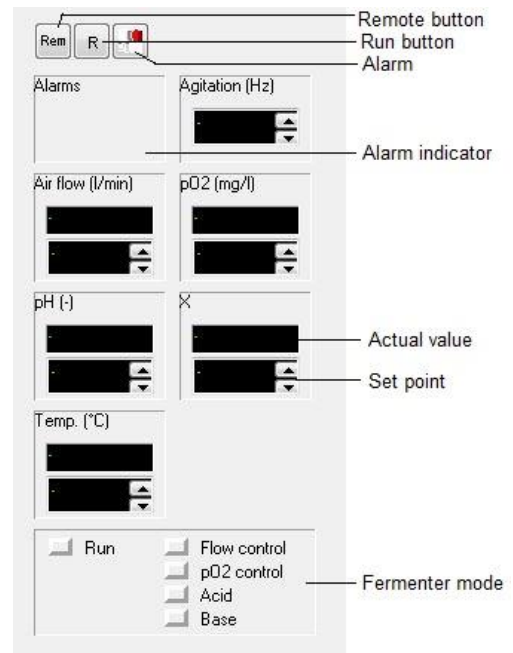 Remote button
Rem R Run button
Alarm
Alarms Agitation (Hz)
-
Alarm indicator
Air flow (l/min) pO2 (mg/l)
- -
- -
pH (-) X
- - Actual value
- - Set point
Temp. (°C)
-
-
Run Flow control
pO2 control
Fermenter mode
Acid
Base